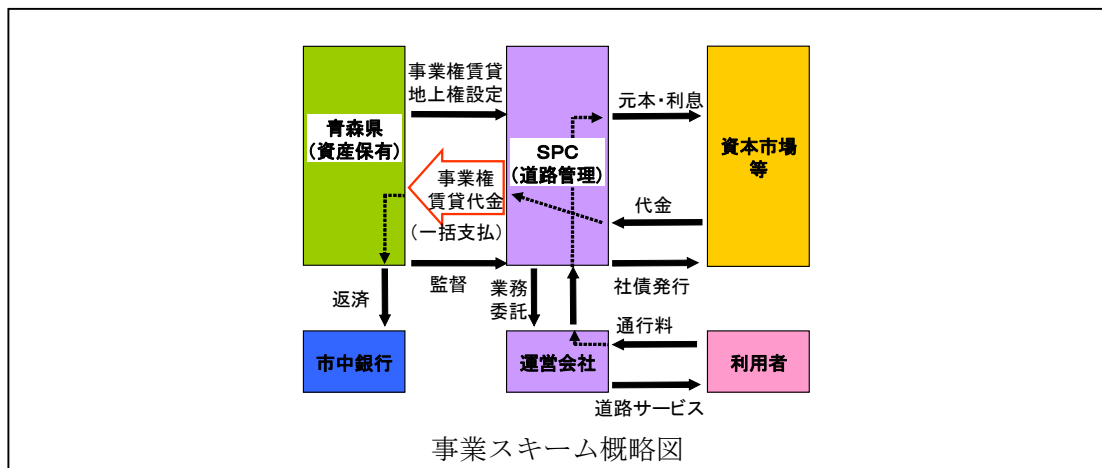 事業権賃貸
地上権設定
青森県
(資産保有)
事業権
賃貸代金
(一括支払)
監督
返済
市中銀行
SPC
(道路管理)
業務
委託
運営会社
元本・利息
代金
社債発行
資本市場
等
通行料
道路サービス
利用者
事業スキーム概略図